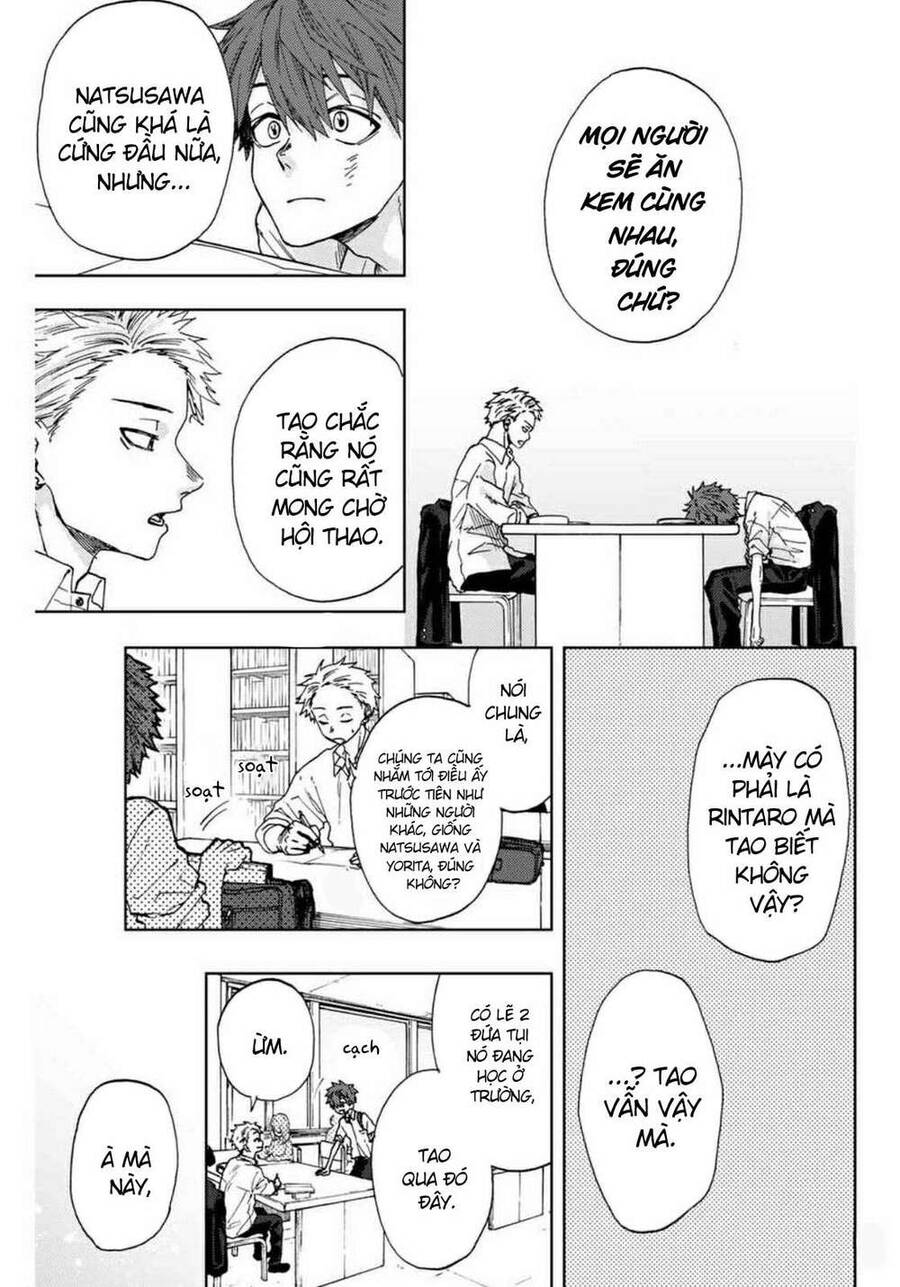 MỌI NGƯỜI
SẼ ĂN
KEM CÙNG
NHAU,
ĐÚNG
CHỨ?
NATSUSAWA
CŨNG KHÁ LÀ
CỨNG ĐẦU NỮA,
NHƯNG...
TAO CHẮC
RẰNG NÓ
CŨNG RẤT
MONG CHỜ
HỘI THAO.
...MÀY CÓ
PHẢI LÀ
RINTARO MÀ
TAO BIẾT
KHÔNG
VẬY?
...? TAO
VẪN VẬY
MÀ.
NÓI
CHUNG
LÀ,
CHÚNG TA CŨNG
NHẮM TỚI ĐIỀU ẤY
TRƯỚC TIÊN NHƯ
NHỮNG NGƯỜI
KHÁC, GIỐNG
NATSUSAWA VÀ
YORITA, ĐÚNG
KHÔNG?
soạt
soạt
CÓ LẼ 2
ĐỨA TỤI
NÓ ĐANG
HỌC Ở
TRƯỜNG,
TAO
QUA ĐÓ
ĐÂY.
cạch
ỪM.
À MÀ
NÀY,